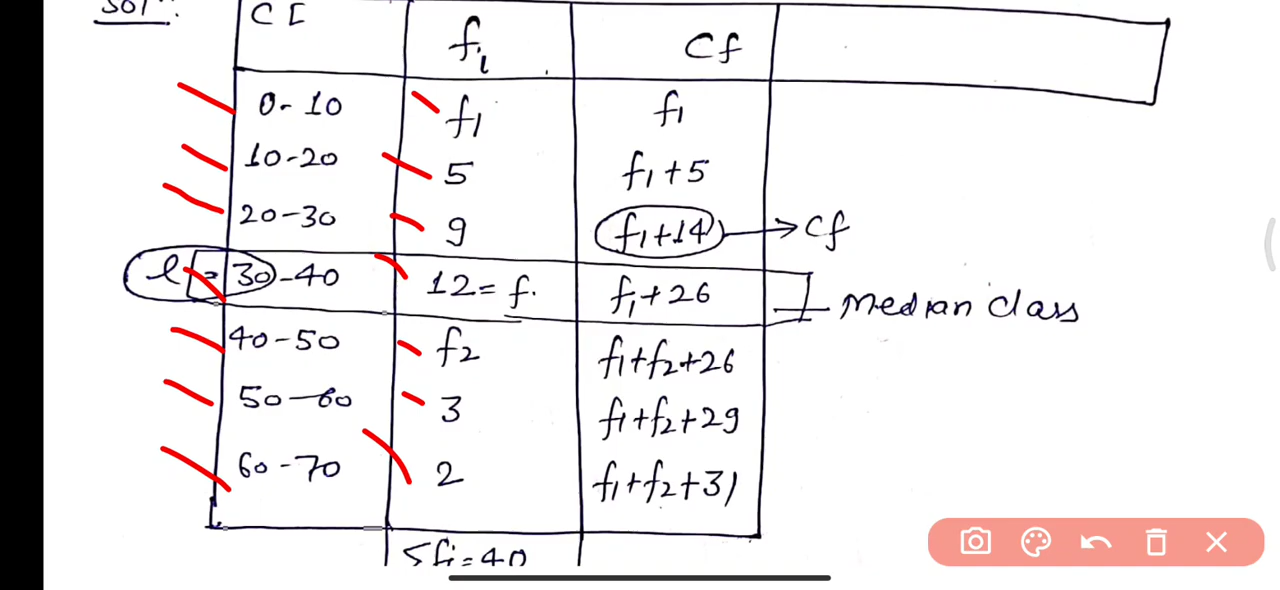 Solⁿ.
CI fi Cf
0-10 f1 f1
10-20 5 f1+5
20-30 9 f1+14 → Cf
l=30-40 12=f. f1+26 Median class
40-50 f2 f1+f2+26
50-60 3 f1+f2+29
60-70 2 f1+f2+31
Σfi=40